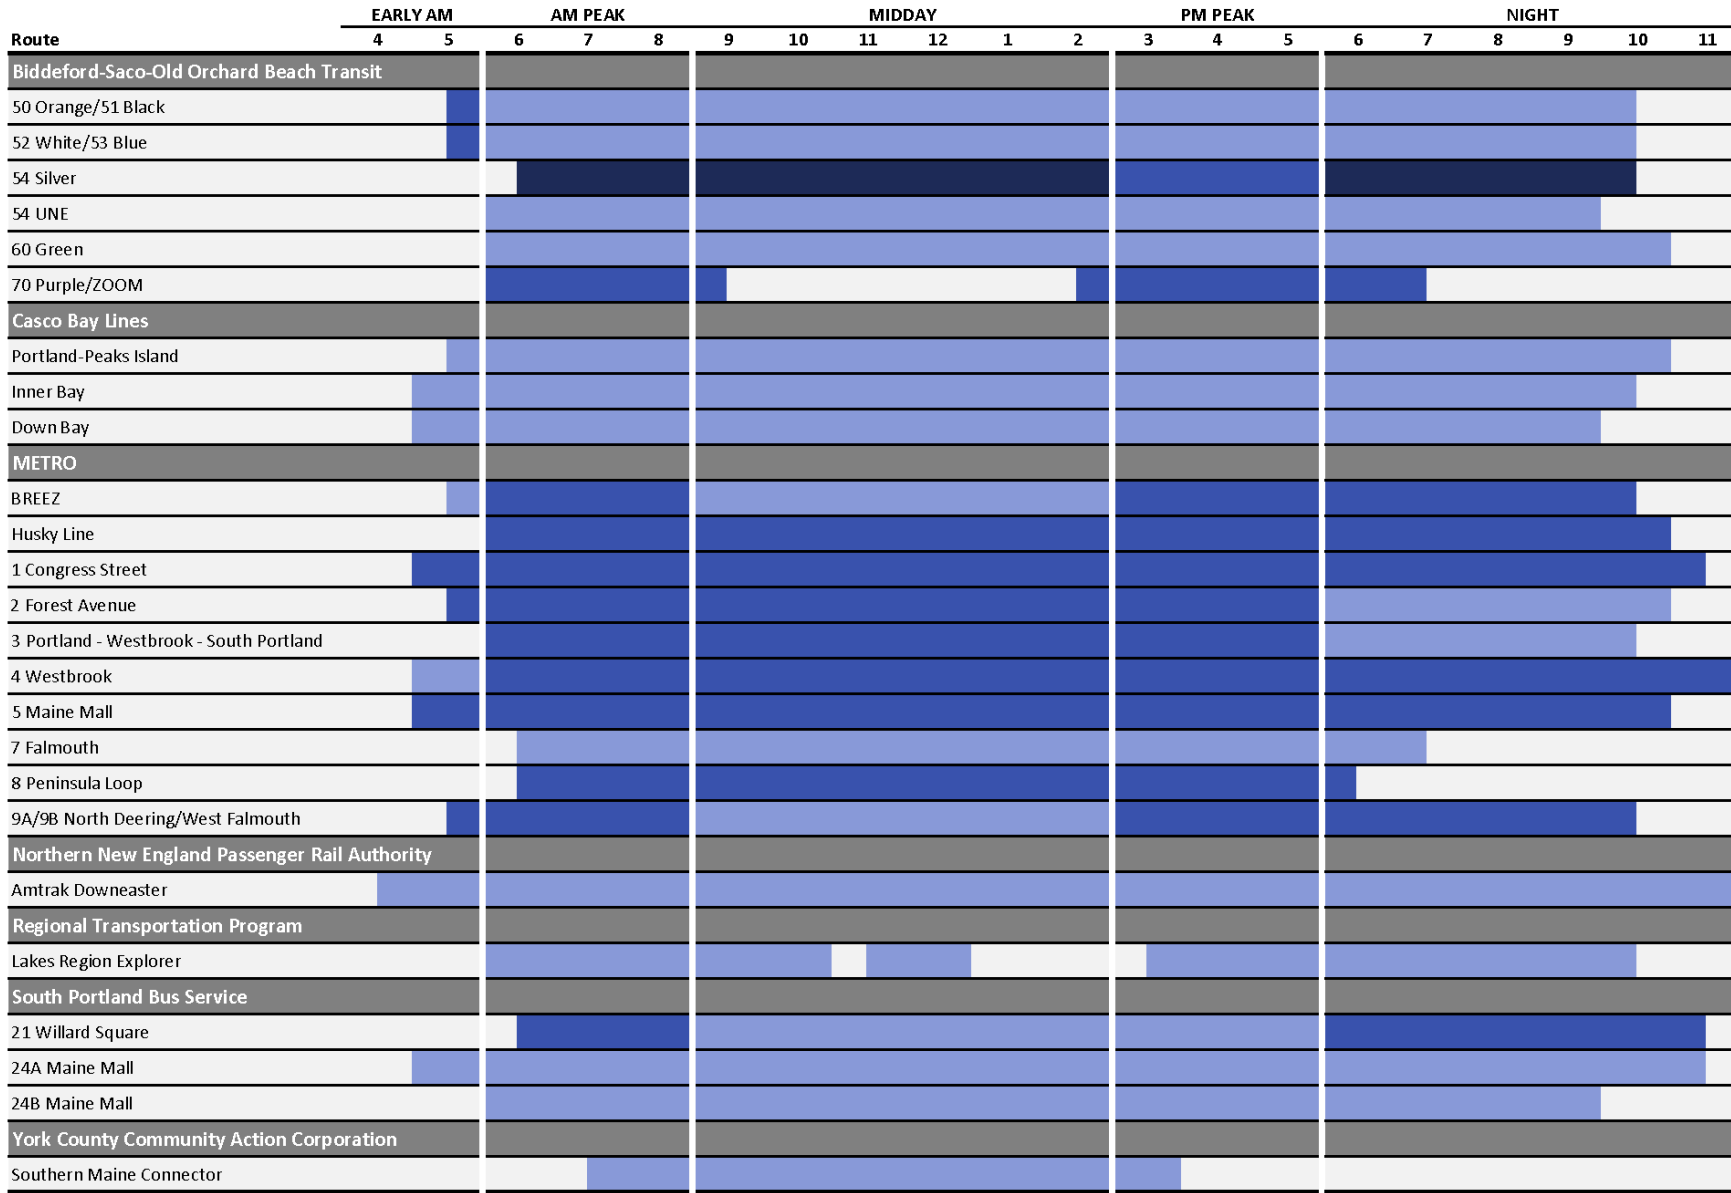 EARLY AM AM PEAK MIDDAY PM PEAK NIGHT
Route 4 5 6 7 8 9 10 11 12 1 2 3 4 5 6 7 8 9 10 11
Biddeford-Saco-Old Orchard Beach Transit
50 Orange/51 Black
52 White/53 Blue
54 Silver
54 UNE
60 Green
70 Purple/ZOOM
Casco Bay Lines
Portland-Peaks Island
Inner Bay
Down Bay
METRO
BREEZ
Husky Line
1 Congress Street
2 Forest Avenue
3 Portland - Westbrook - South Portland
4 Westbrook
5 Maine Mall
7 Falmouth
8 Peninsula Loop
9A/9B North Deering/West Falmouth
Northern New England Passenger Rail Authority
Amtrak Downeaster
Regional Transportation Program
Lakes Region Explorer
South Portland Bus Service
21 Willard Square
24A Maine Mall
24B Maine Mall
York County Community Action Corporation
Southern Maine Connector